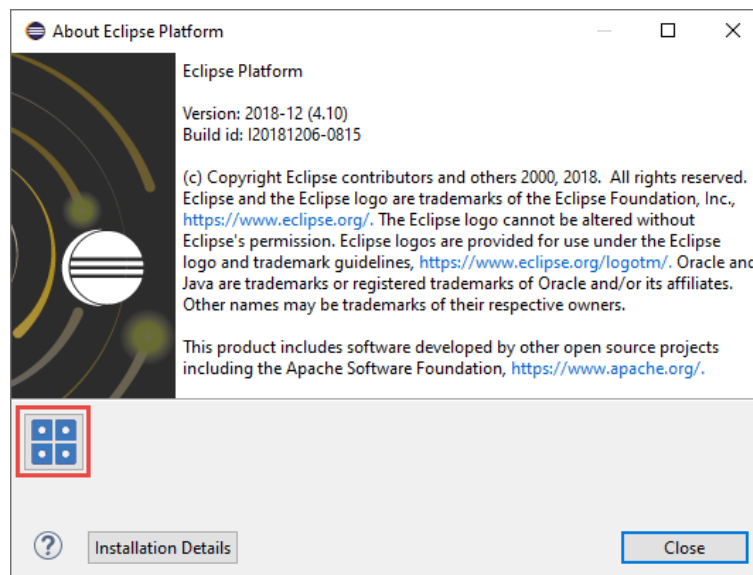 About Eclipse Platform
Eclipse Platform
Version: 2018-12 (4.10)
Build id: I20181206-0815
(c) Copyright Eclipse contributors and others 2000, 2018.  All rights reserved.
Eclipse and the Eclipse logo are trademarks of the Eclipse Foundation, Inc.,
https://www.eclipse.org/. The Eclipse logo cannot be altered without
Eclipse's permission. Eclipse logos are provided for use under the Eclipse
logo and trademark guidelines, https://www.eclipse.org/logotm/. Oracle and
Java are trademarks or registered trademarks of Oracle and/or its affiliates.
Other names may be trademarks of their respective owners.
This product includes software developed by other open source projects
including the Apache Software Foundation, https://www.apache.org/.
?
Installation Details
Close